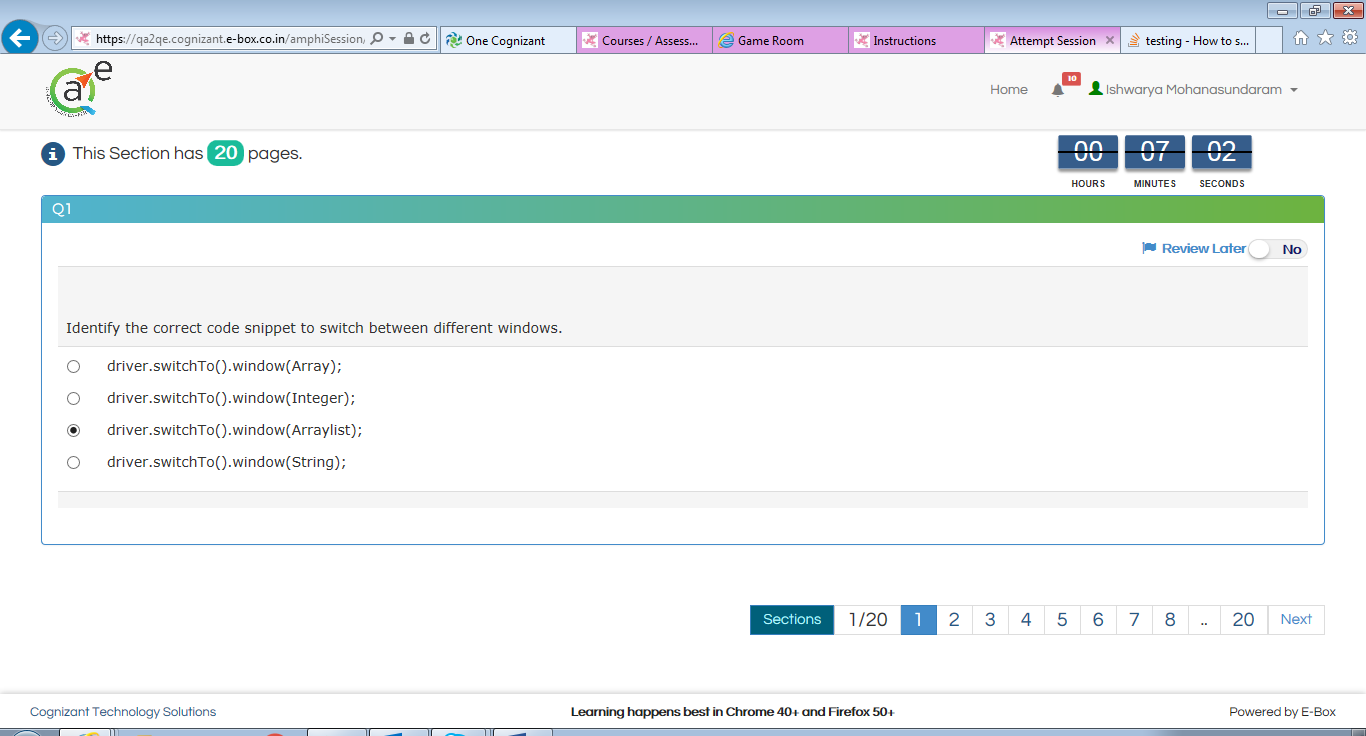 https://qa2qe.cognizant.e-box.co.in/amphiSession/
One Cognizant
Courses / Assess...
Game Room
Instructions
Attempt Session
testing - How to s...
a e
Home
10
Ishwarya Mohanasundaram
This Section has 20 pages.
00 07 02
HOURS MINUTES SECONDS
Q1
Review Later No
Identify the correct code snippet to switch between different windows.
driver.switchTo().window(Array);
driver.switchTo().window(Integer);
driver.switchTo().window(Arraylist);
driver.switchTo().window(String);
Sections 1/20 1 2 3 4 5 6 7 8 .. 20 Next
Cognizant Technology Solutions
Learning happens best in Chrome 40+ and Firefox 50+
Powered by E-Box